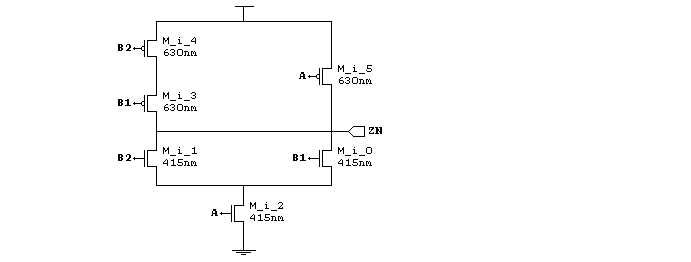 B2 M_i_4
630nm
A M_i_5
630nm
B1 M_i_3
630nm
ZN
B2 M_i_1
415nm
B1 M_i_0
415nm
A M_i_2
415nm